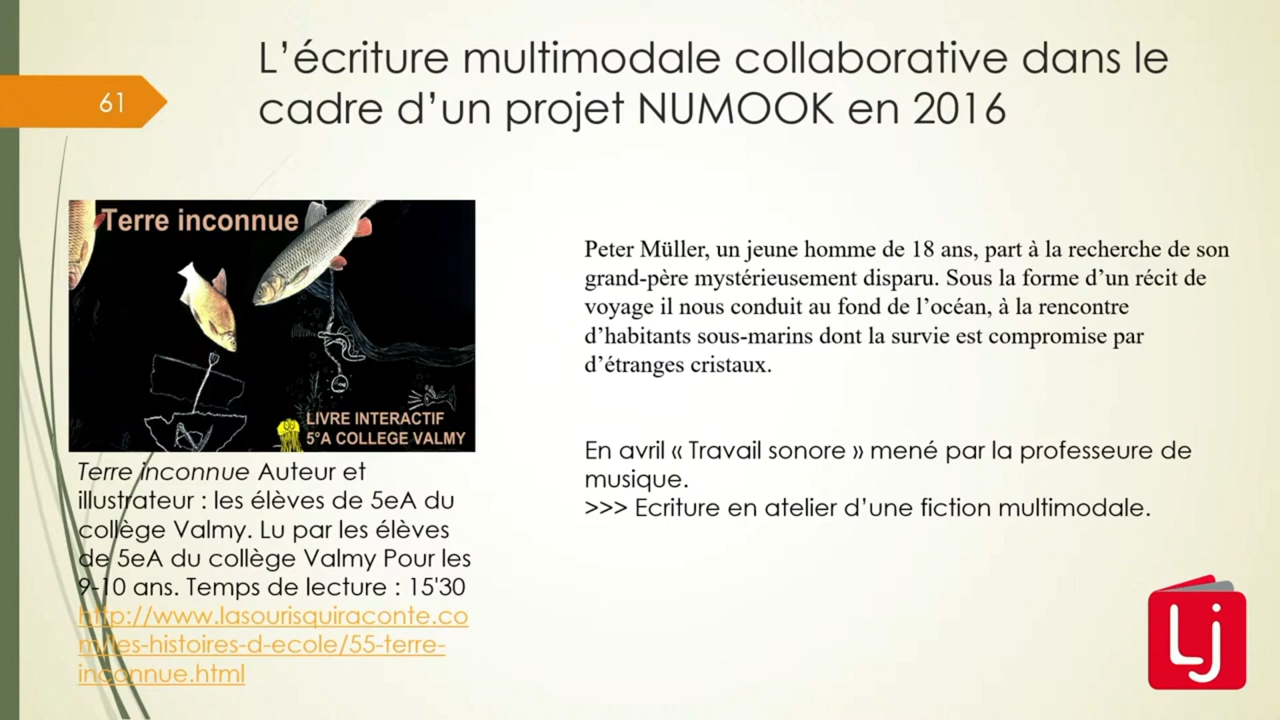 L’écriture multimodale collaborative dans le
cadre d’un projet NUMOOK en 2016
61
Terre inconnue
LIVRE INTERACTIF
5°A COLLEGE VALMY
Terre inconnue Auteur et
illustrateur : les élèves de 5eA du
collège Valmy. Lu par les élèves
de 5eA du collège Valmy Pour les
9-10 ans. Temps de lecture : 15'30
http://www.lasourisquiraconte.co
m/les-histoires-d-ecole/55-terre-
inconnue.html
Peter Müller, un jeune homme de 18 ans, part à la recherche de son
grand-père mystérieusement disparu. Sous la forme d’un récit de
voyage il nous conduit au fond de l’océan, à la rencontre
d’habitants sous-marins dont la survie est compromise par
d’étranges cristaux.
En avril « Travail sonore » mené par la professeure de
musique.
>>> Ecriture en atelier d’une fiction multimodale.
Lj